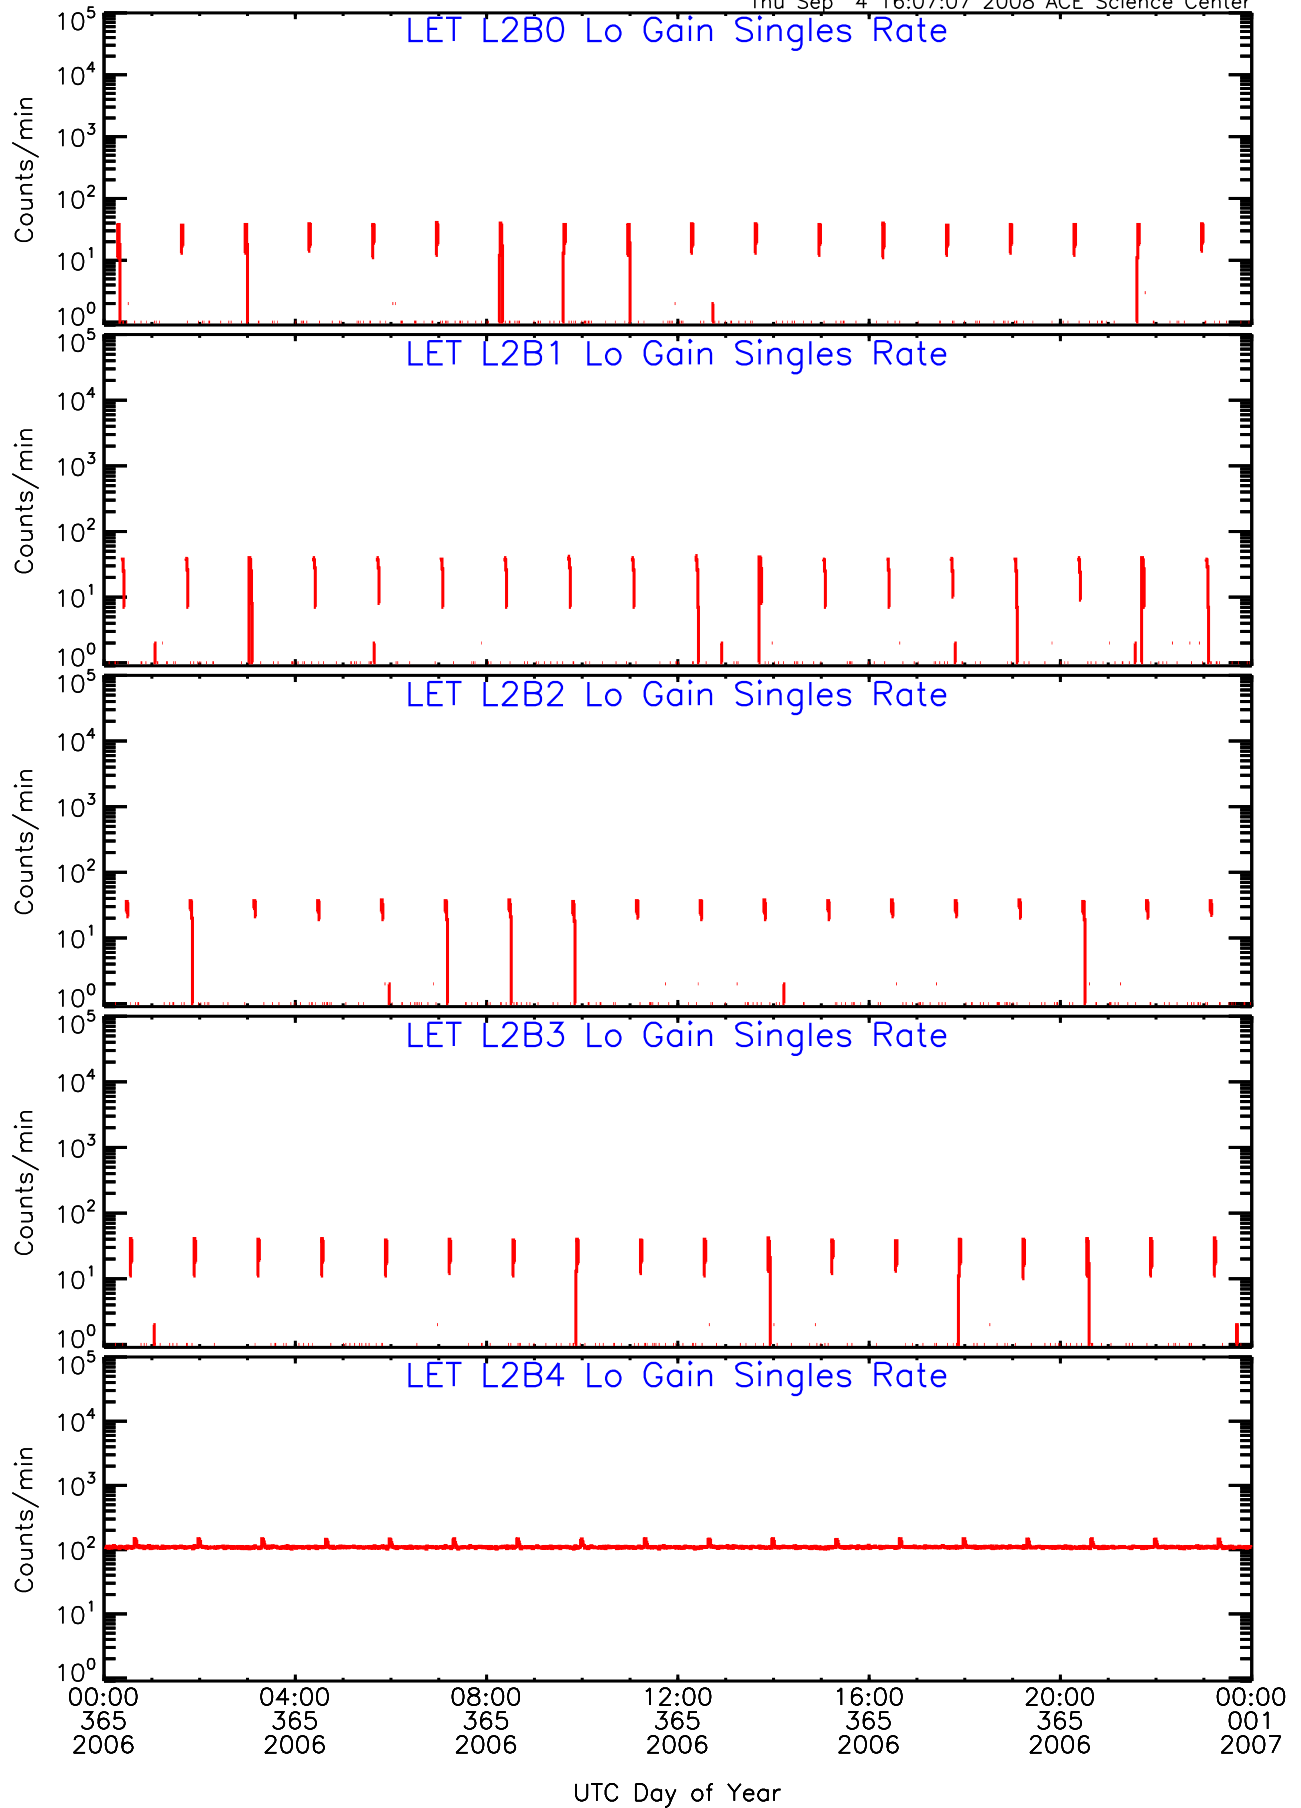 Thu Sep 4 16:07:07 2008 ACE Science Center
LET L2B0 Lo Gain Singles Rate
10^5
10^4
10^3
10^2
10^1
10^0
Counts/min
LET L2B1 Lo Gain Singles Rate
10^5
10^4
10^3
10^2
10^1
10^0
Counts/min
LET L2B2 Lo Gain Singles Rate
10^5
10^4
10^3
10^2
10^1
10^0
Counts/min
LET L2B3 Lo Gain Singles Rate
10^5
10^4
10^3
10^2
10^1
10^0
Counts/min
LET L2B4 Lo Gain Singles Rate
10^5
10^4
10^3
10^2
10^1
10^0
Counts/min
00:00 04:00 08:00 12:00 16:00 20:00 00:00
365 365 365 365 365 365 001
2006 2006 2006 2006 2006 2006 2007
UTC Day of Year